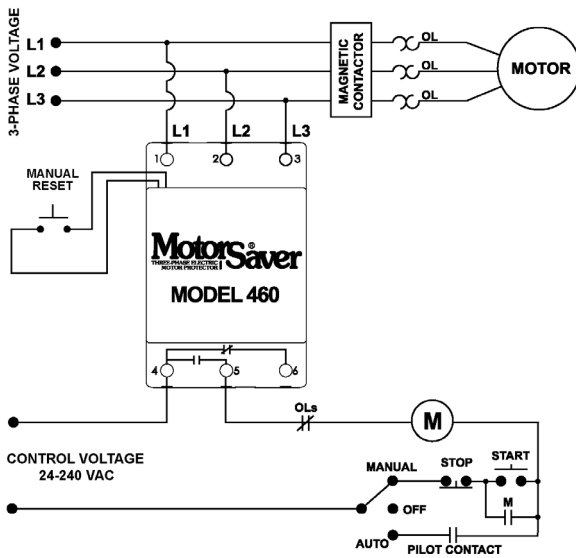 3-PHASE VOLTAGE
L1
L2
L3
MAGNETIC
CONTACTOR
OL
OL
OL
MOTOR
L1
L2
L3
1
2
3
MANUAL
RESET
MotorSaver®
THREE-PHASE ELECTRIC
MOTOR PROTECTOR
MODEL 460
4
5
6
OLs
M
CONTROL VOLTAGE
24-240 VAC
MANUAL
STOP
START
M
OFF
AUTO
PILOT CONTACT